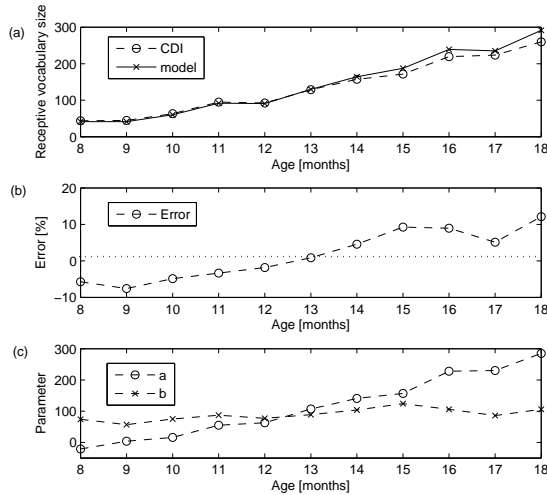 (a)
Receptive vocabulary size
300
200
100
0
CDI
model
8 9 10 11 12 13 14 15 16 17 18
Age [months]
(b)
Error [%]
20
10
0
−10
Error
8 9 10 11 12 13 14 15 16 17 18
Age [months]
(c)
Parameter
300
200
100
0
a
b
8 9 10 11 12 13 14 15 16 17 18
Age [months]